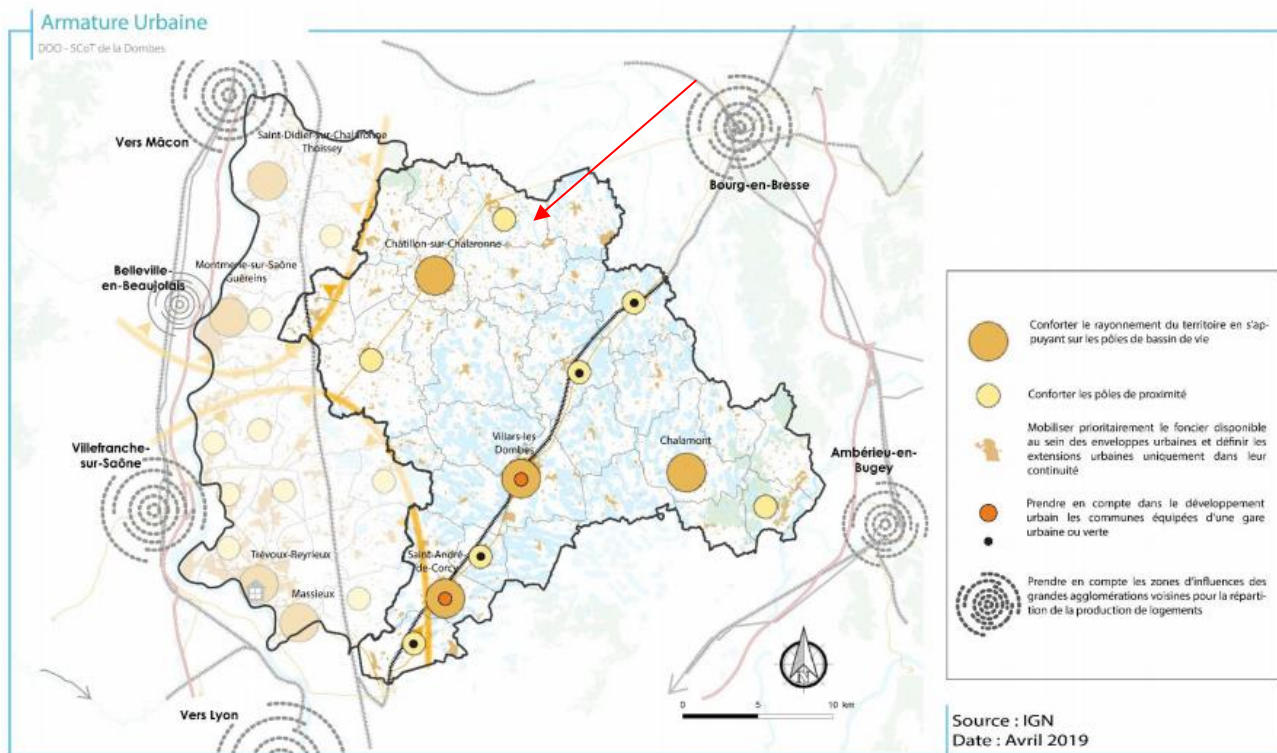 Armature Urbaine
DOO - SCoT de la Dombes
Vers Mâcon
Saint-Didier-sur-Chalaronne
Thoissey
Bourg-en-Bresse
Châtillon-sur-Chalaronne
Montmerle-sur-Saône
Guéreins
Belleville-
en-Beaujolais
Villars-les
Dombes
Chalamont
Villefranche-
sur-Saône
Ambérieu-en-
Bugey
Saint-André-
de-Corcy
Trévoux-Reyrieux
Massieux
Vers Lyon
N
0 5 10 km
Conforter le rayonnement du territoire en s'ap-
puyant sur les pôles de bassin de vie
Conforter les pôles de proximité
Mobiliser prioritairement le foncier disponible
au sein des enveloppes urbaines et définir les
extensions urbaines uniquement dans leur
continuité
Prendre en compte dans le développement
urbain les communes équipées d'une gare
urbaine ou verte
Prendre en compte les zones d'influences des
grandes agglomérations voisines pour la réparti-
tion de la production de logements
Source : IGN
Date : Avril 2019